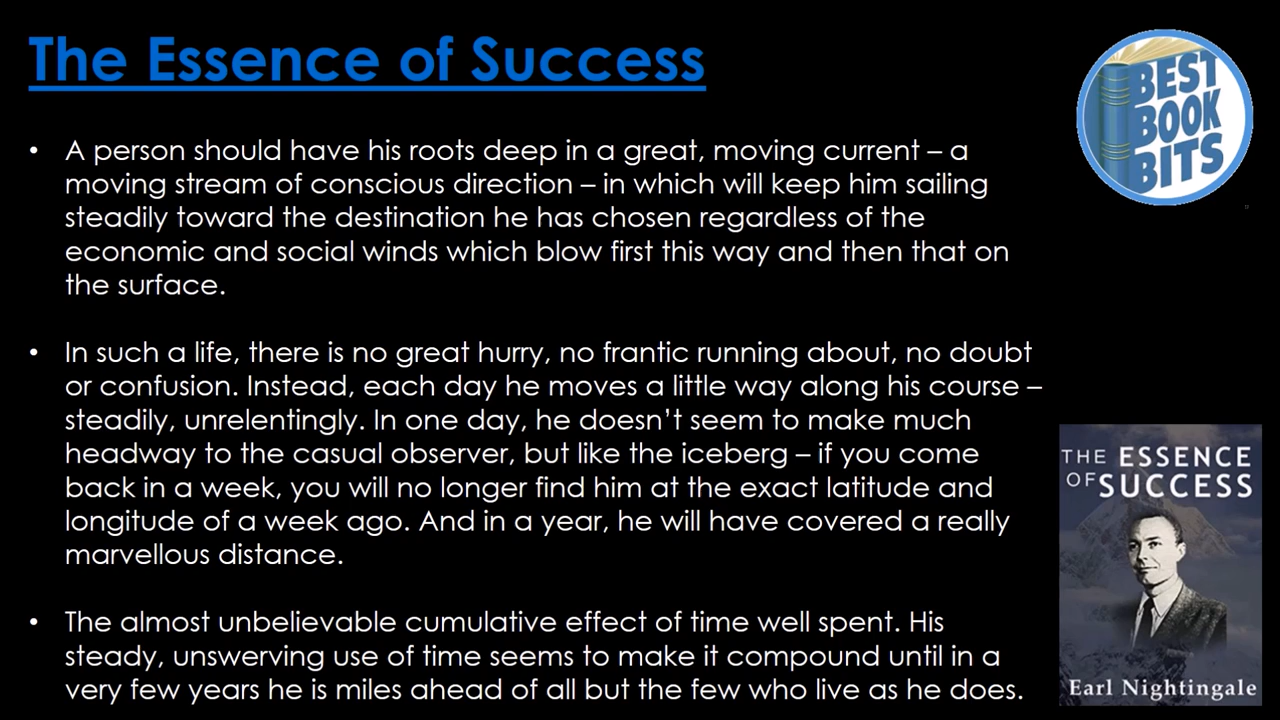 The Essence of Success
BEST
BOOK
BITS
• A person should have his roots deep in a great, moving current – a
moving stream of conscious direction – in which will keep him sailing
steadily toward the destination he has chosen regardless of the
economic and social winds which blow first this way and then that on
the surface.
• In such a life, there is no great hurry, no frantic running about, no doubt
or confusion. Instead, each day he moves a little way along his course –
steadily, unrelentingly. In one day, he doesn’t seem to make much
headway to the casual observer, but like the iceberg – if you come
back in a week, you will no longer find him at the exact latitude and
longitude of a week ago. And in a year, he will have covered a really
marvellous distance.
• The almost unbelievable cumulative effect of time well spent. His
steady, unswerving use of time seems to make it compound until in a
very few years he is miles ahead of all but the few who live as he does.
THE ESSENCE
OF SUCCESS
Earl Nightingale